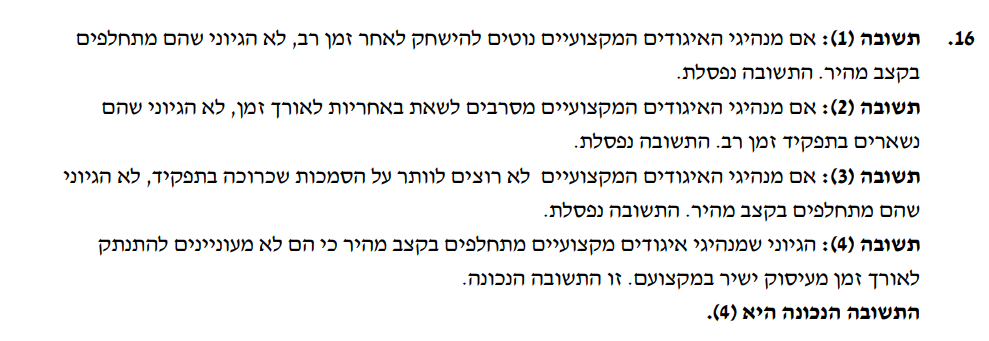 16. תשובה (1): אם מנהיגי האיגודים המקצועיים נוטים להישחק לאחר זמן רב, לא הגיוני שהם מתחלפים
בקצב מהיר. התשובה נפסלת.
תשובה (2): אם מנהיגי האיגודים המקצועיים מסרבים לשאת באחריות לאורך זמן, לא הגיוני שהם
נשארים בתפקיד זמן רב. התשובה נפסלת.
תשובה (3): אם מנהיגי האיגודים המקצועיים לא רוצים לוותר על הסמכות שכרוכה בתפקיד, לא הגיוני
שהם מתחלפים בקצב מהיר. התשובה נפסלת.
תשובה (4): הגיוני שמנהיגי איגודים מקצועיים מתחלפים בקצב מהיר כי הם לא מעוניינים להתנתק
לאורך זמן מעיסוק ישיר במקצועם. זו התשובה הנכונה.
התשובה הנכונה היא (4).